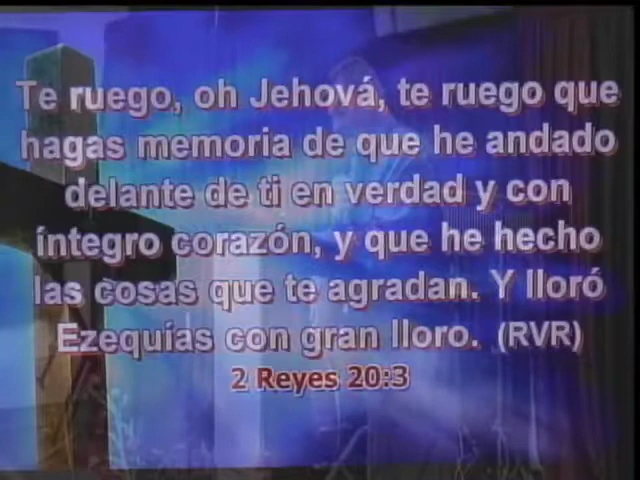 Te ruego, oh Jehová, te ruego que
hagas memoria de que he andado
delante de ti en verdad y con
íntegro corazón, y que he hecho
las cosas que te agradan. Y lloró
Ezequías con gran lloro. (RVR)
2 Reyes 20:3